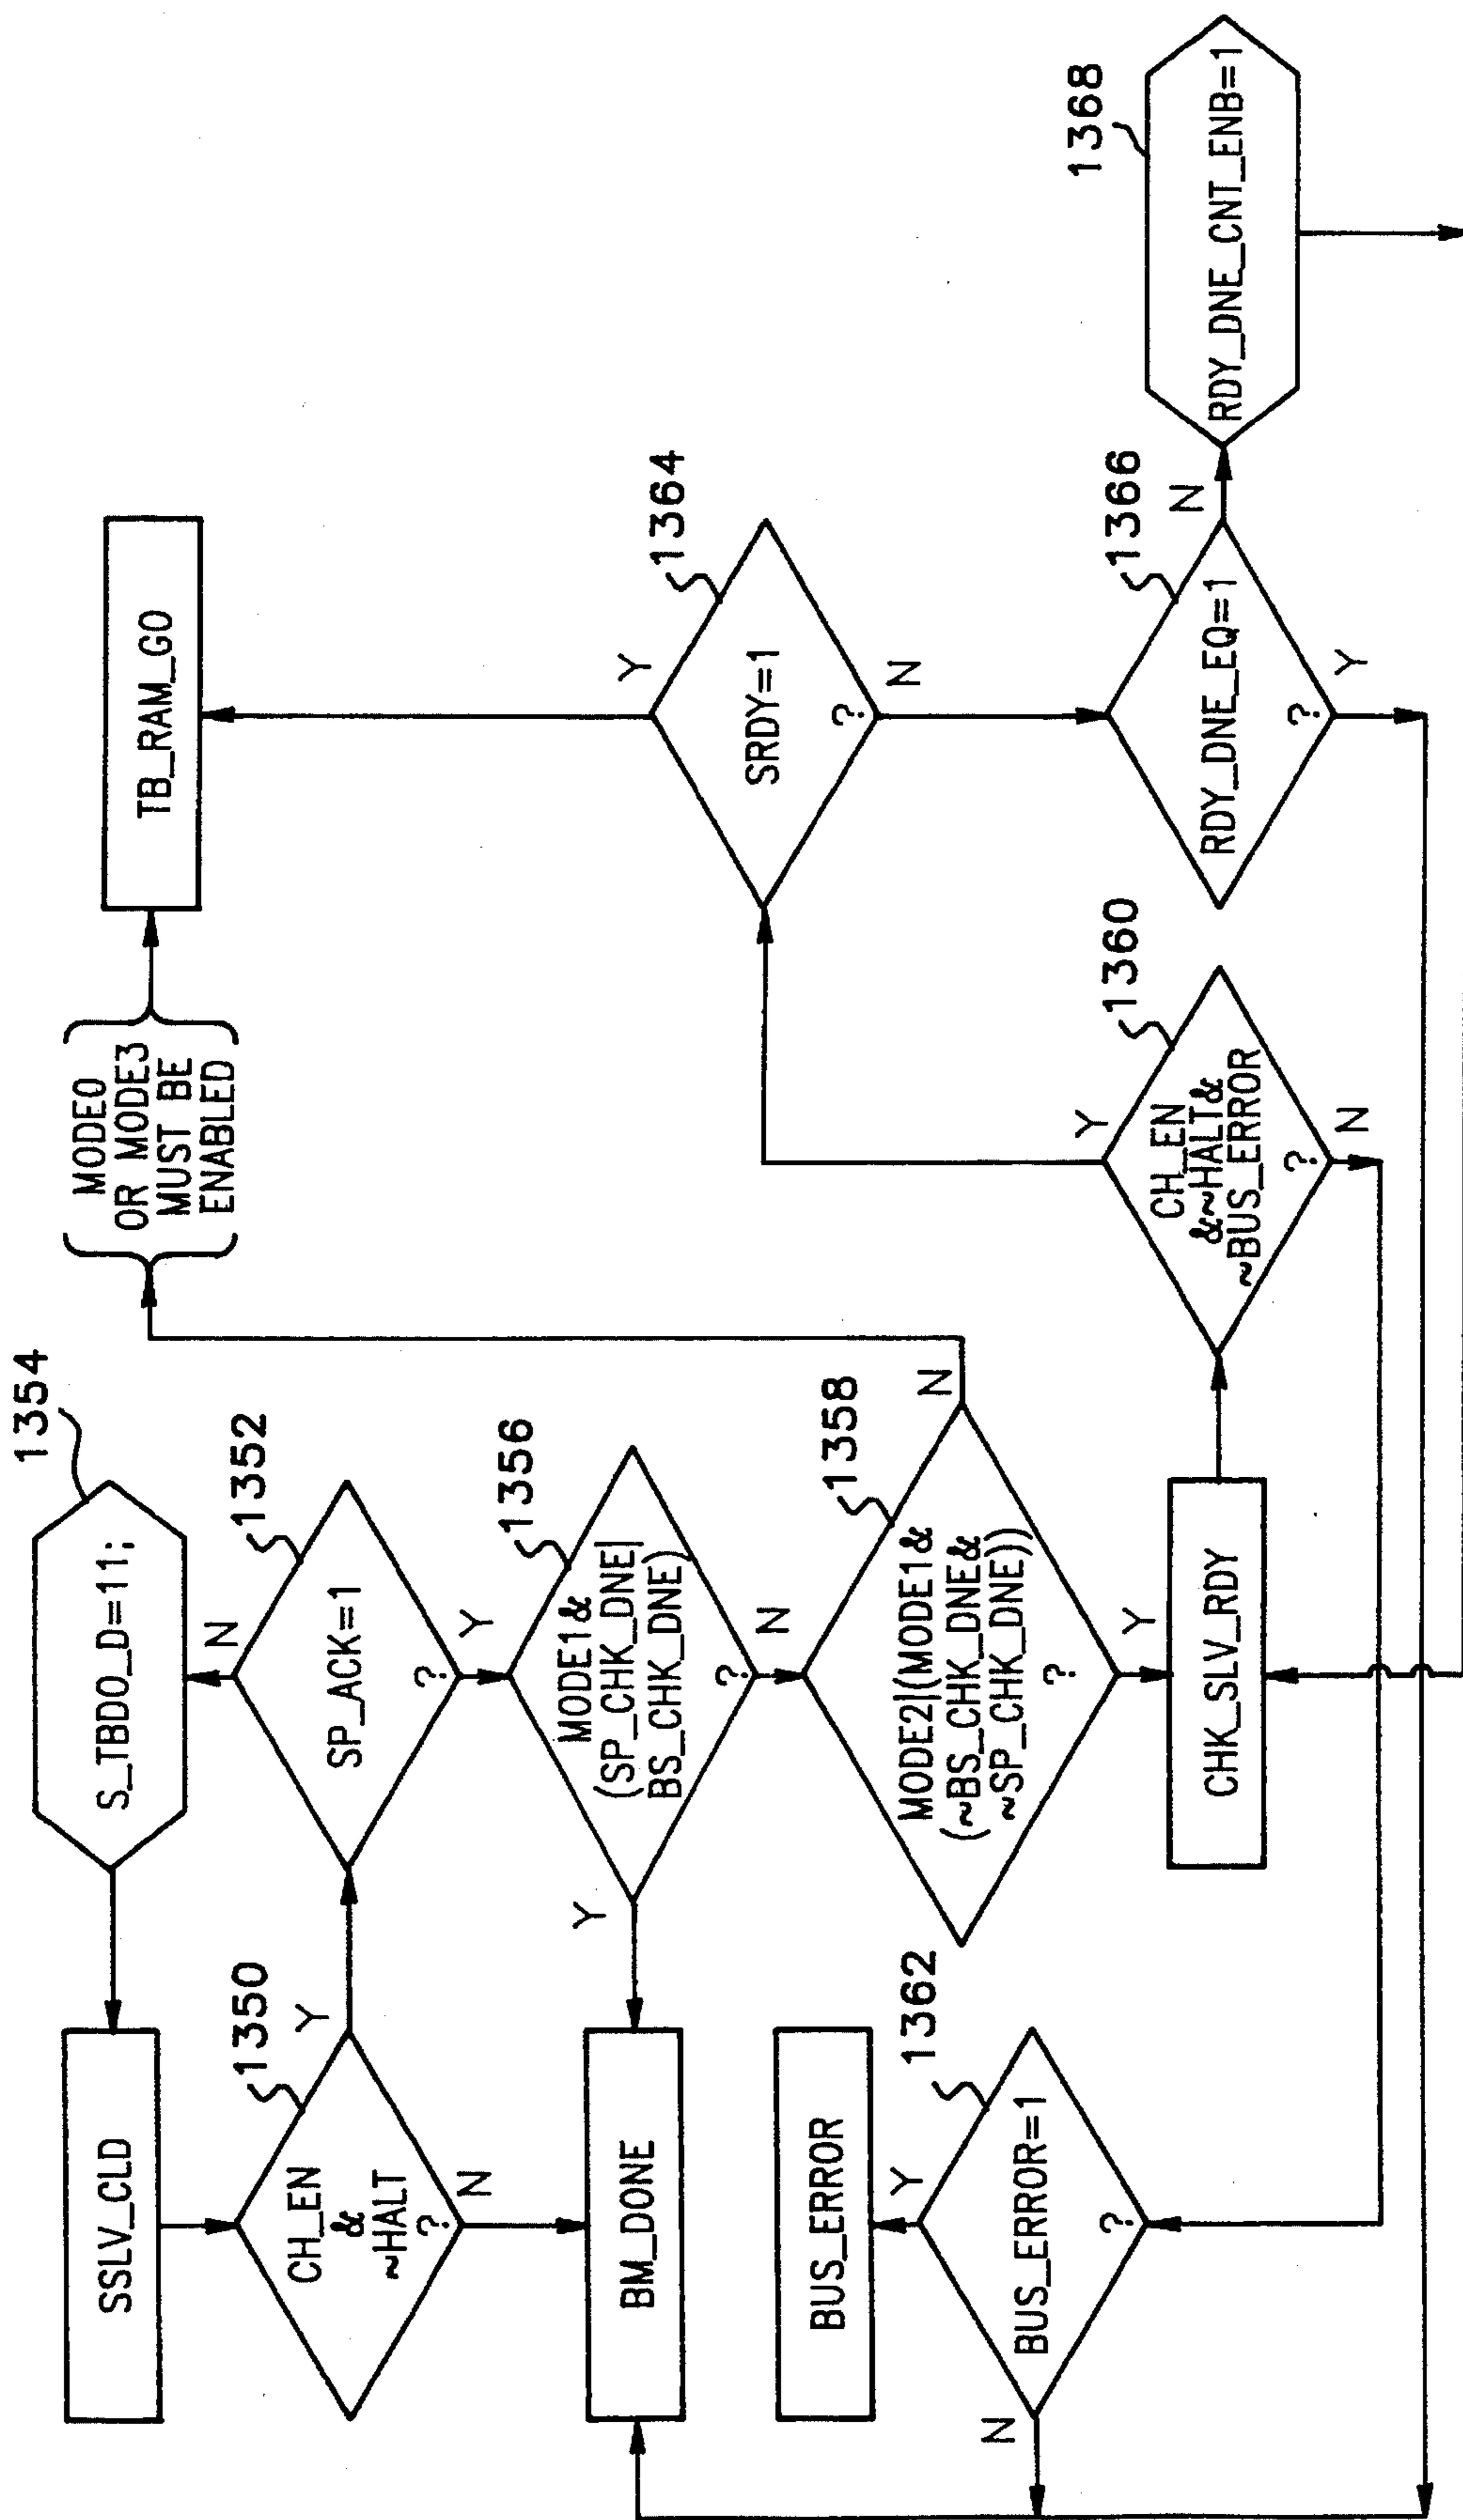 SSLV_CLD
1350
CH_EN
&
~HALT
?
Y
N
1354
S_TBDO_D=11;
1352
SP_ACK=1
?
N
Y
1356
MODE1&
(SP_CHK_DNE|
BS_CHK_DNE)
?
Y
N
BM_DONE
1358
MODE2|(MODE1&
(~BS_CHK_DNE&
~SP_CHK_DNE))
?
N
Y
MODE0
OR MODE3
MUST BE
ENABLED
TB_RAM_GO
BUS_ERROR
1362
BUS_ERROR=1
?
Y
N
CHK_SLV_RDY
1360
CH_EN
&~HALT&
~BUS_ERROR
?
Y
N
1364
SRDY=1
?
Y
N
1366
RDY_DNE_EQ=1
?
N
Y
1368
RDY_DNE_CNT_ENB=1